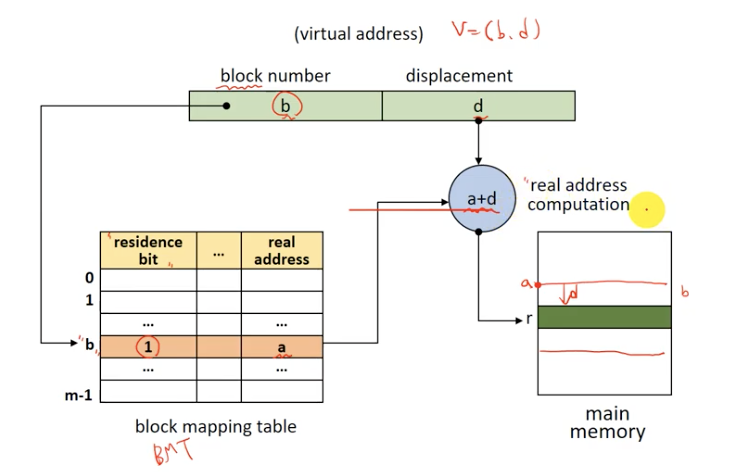 (virtual address) V=(b.d)
block number displacement
b d
a+d
"real address
computation
"residence
bit " ... real
address
0
1
... ...
"b" 1 a
... ...
m-1
a
d
b
r
block mapping table
BMT
main
memory